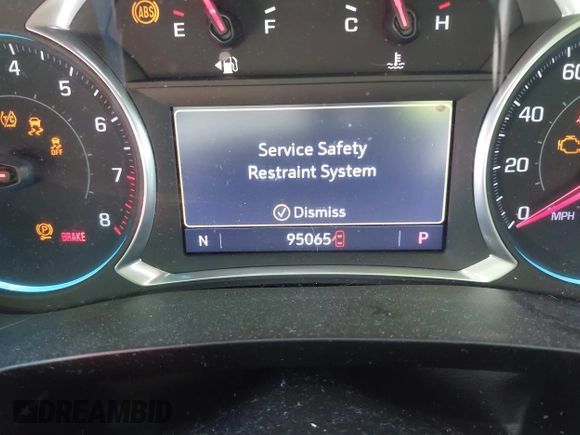 ABS
E F C H
4
5
6
7
8
OFF
BRAKE
Service Safety
Restraint System
Dismiss
N 95065 P
60
40
20
0
MPH
DREAMBID